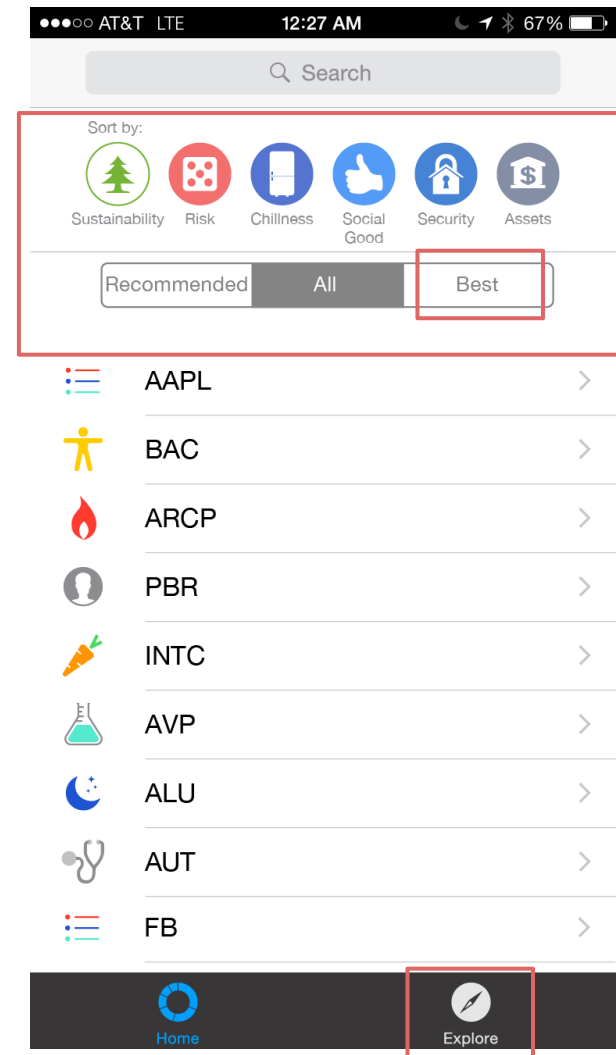 AT&T LTE 12:27 AM 67%
Search
Sort by:
Sustainability Risk Chillness Social Good Security Assets
Recommended All Best
AAPL
BAC
ARCP
PBR
INTC
AVP
ALU
AUT
FB
Home Explore